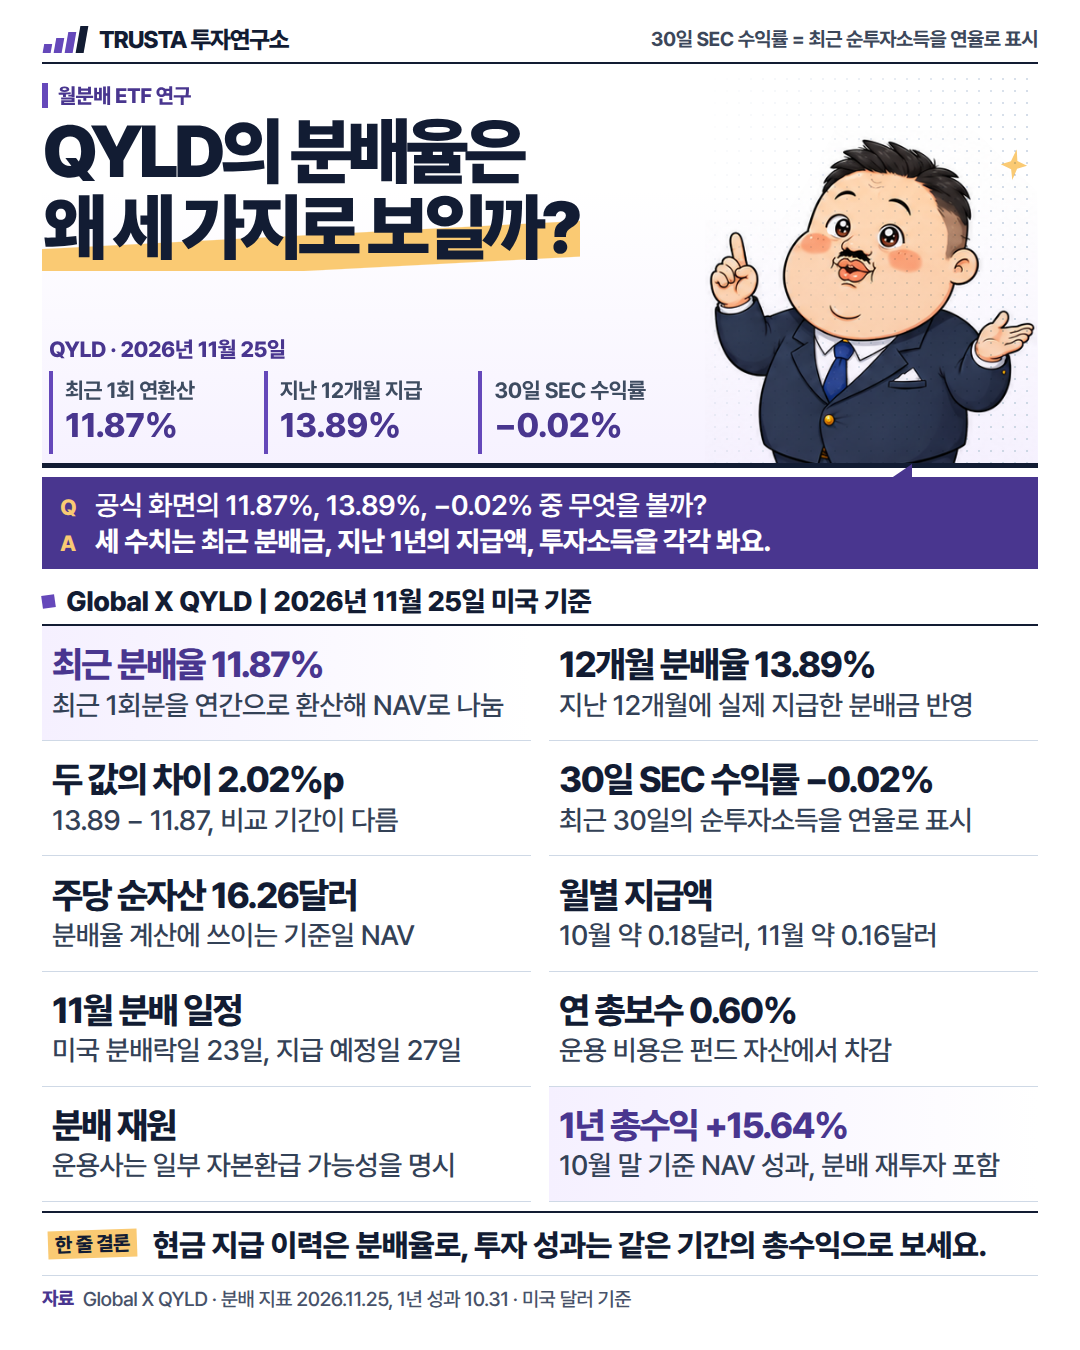 TRUSTA 투자연구소
30일 SEC 수익률 = 최근 순투자소득을 연율로 표시
월분배 ETF 연구
QYLD의 분배율은
왜 세 가지로 보일까?
QYLD · 2026년 11월 25일
최근 1회 연환산
11.87%
지난 12개월 지급
13.89%
30일 SEC 수익률
−0.02%
Q 공식 화면의 11.87%, 13.89%, −0.02% 중 무엇을 볼까?
A 세 수치는 최근 분배금, 지난 1년의 지급액, 투자소득을 각각 봐요.
Global X QYLD | 2026년 11월 25일 미국 기준
최근 분배율 11.87%
최근 1회분을 연간으로 환산해 NAV로 나눔
12개월 분배율 13.89%
지난 12개월에 실제 지급한 분배금 반영
두 값의 차이 2.02%p
13.89 − 11.87, 비교 기간이 다름
30일 SEC 수익률 −0.02%
최근 30일의 순투자소득을 연율로 표시
주당 순자산 16.26달러
분배율 계산에 쓰이는 기준일 NAV
월별 지급액
10월 약 0.18달러, 11월 약 0.16달러
11월 분배 일정
미국 분배락일 23일, 지급 예정일 27일
연 총보수 0.60%
운용 비용은 펀드 자산에서 차감
분배 재원
운용사는 일부 자본환급 가능성을 명시
1년 총수익 +15.64%
10월 말 기준 NAV 성과, 분배 재투자 포함
한 줄 결론 현금 지급 이력은 분배율로, 투자 성과는 같은 기간의 총수익으로 보세요.
자료 Global X QYLD · 분배 지표 2026.11.25, 1년 성과 10.31 · 미국 달러 기준